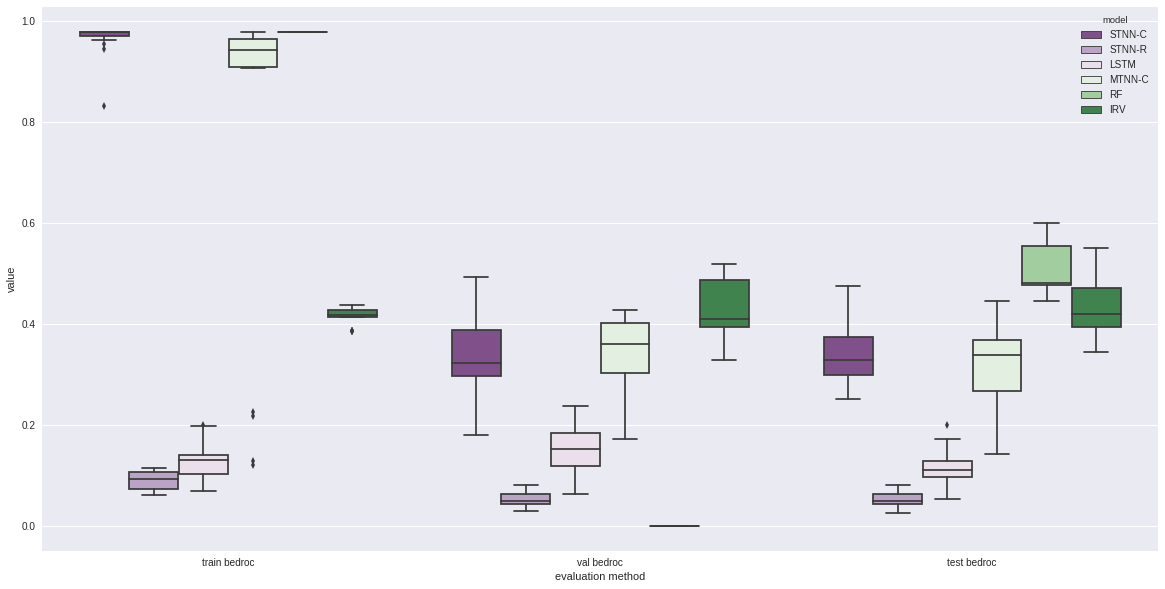 1.0
0.8
0.6
0.4
0.2
0.0
value
train bedroc
val bedroc
test bedroc
evaluation method
model
STNN-C
STNN-R
LSTM
MTNN-C
RF
IRV